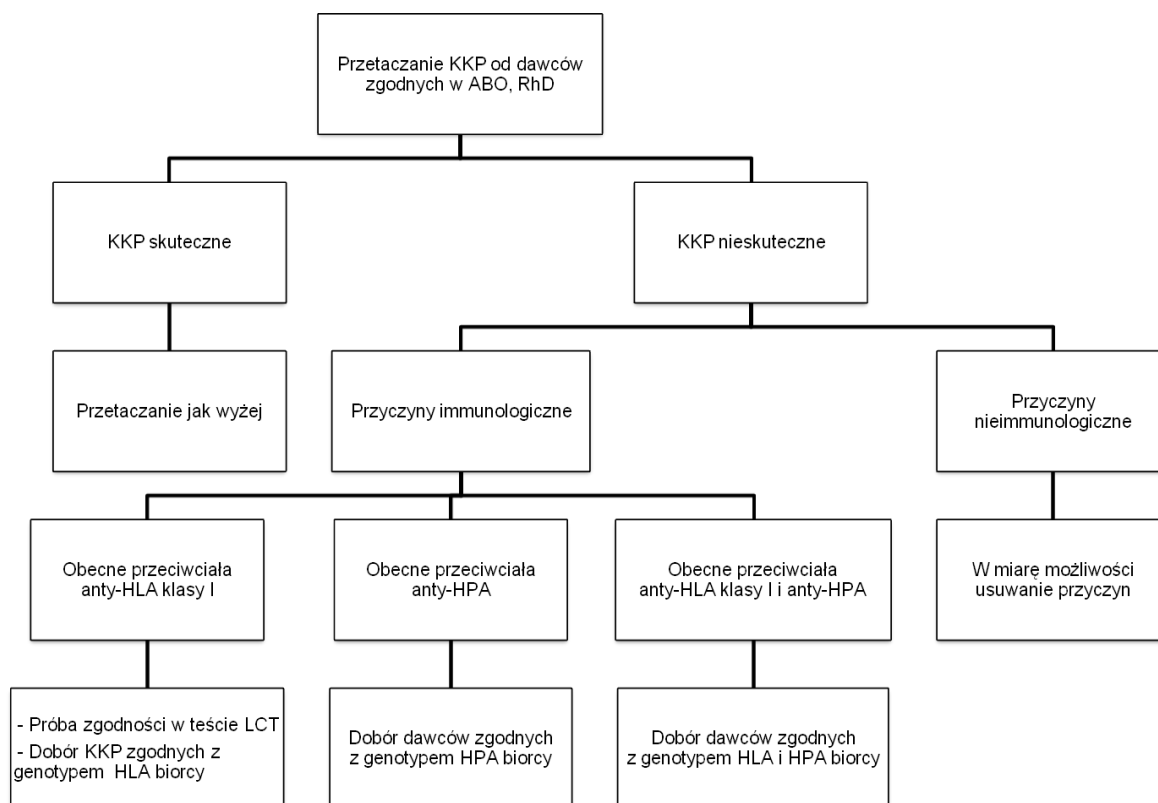 Przetaczanie KKP od dawców
zgodnych w ABO, RhD
KKP skuteczne
KKP nieskuteczne
Przetaczanie jak wyżej
Przyczyny immunologiczne
Przyczyny
nieimmunologiczne
Obecne przeciwciała
anty-HLA klasy I
Obecne przeciwciała
anty-HPA
Obecne przeciwciała
anty-HLA klasy I i anty-HPA
W miarę możliwości
usuwanie przyczyn
- Próba zgodności w teście LCT
- Dobór KKP zgodnych z
genotypem HLA biorcy
Dobór dawców zgodnych
z genotypem HPA biorcy
Dobór dawców zgodnych
z genotypem HLA i HPA biorcy